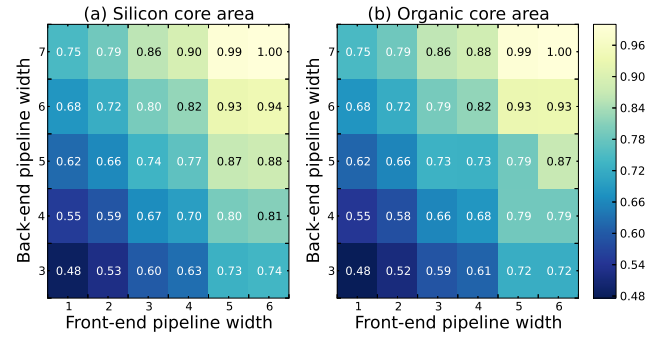 (a) Silicon core area
(b) Organic core area
Back-end pipeline width
7 0.75 0.79 0.86 0.90 0.99 1.00
6 0.68 0.72 0.80 0.82 0.93 0.94
5 0.62 0.66 0.74 0.77 0.87 0.88
4 0.55 0.59 0.67 0.70 0.80 0.81
3 0.48 0.53 0.60 0.63 0.73 0.74
1 2 3 4 5 6
Front-end pipeline width
Back-end pipeline width
7 0.75 0.79 0.86 0.88 0.99 1.00
6 0.68 0.72 0.79 0.82 0.93 0.93
5 0.62 0.66 0.73 0.73 0.79 0.87
4 0.55 0.58 0.66 0.68 0.79 0.79
3 0.48 0.52 0.59 0.61 0.72 0.72
1 2 3 4 5 6
Front-end pipeline width
0.96
0.90
0.84
0.78
0.72
0.66
0.60
0.54
0.48